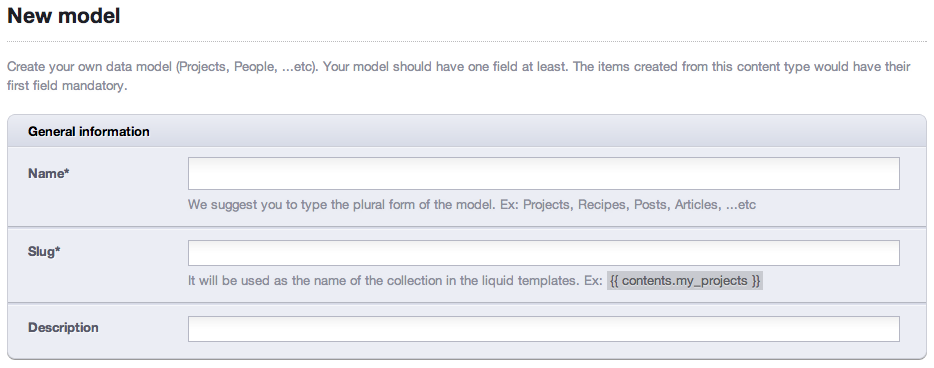 New model
Create your own data model (Projects, People, ...etc). Your model should have one field at least. The items created from this content type would have their
first field mandatory.
General information
Name*
We suggest you to type the plural form of the model. Ex: Projects, Recipes, Posts, Articles, ...etc
Slug*
It will be used as the name of the collection in the liquid templates. Ex: {{ contents.my_projects }}
Description